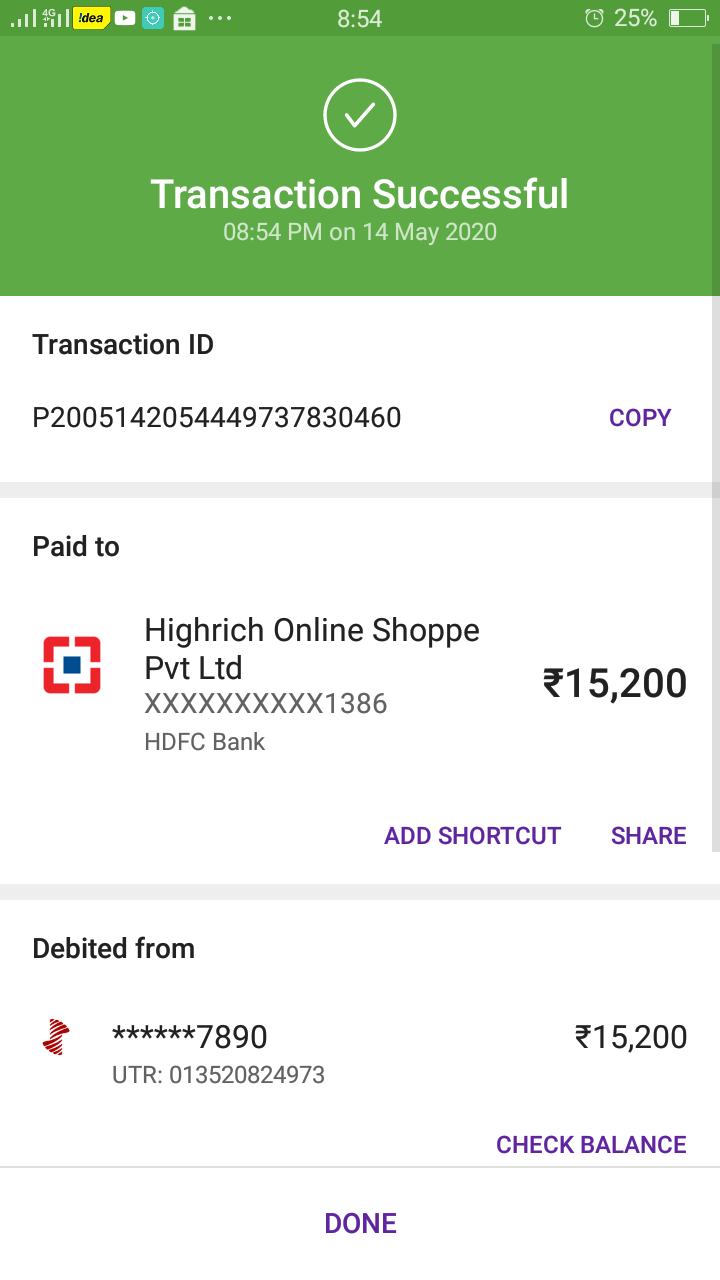 4G !dea 8:54 25%
Transaction Successful
08:54 PM on 14 May 2020
Transaction ID
P2005142054449737830460 COPY
Paid to
Highrich Online Shoppe
Pvt Ltd
₹15,200
XXXXXXXXXX1386
HDFC Bank
ADD SHORTCUT SHARE
Debited from
******7890 ₹15,200
UTR: 013520824973
CHECK BALANCE
DONE